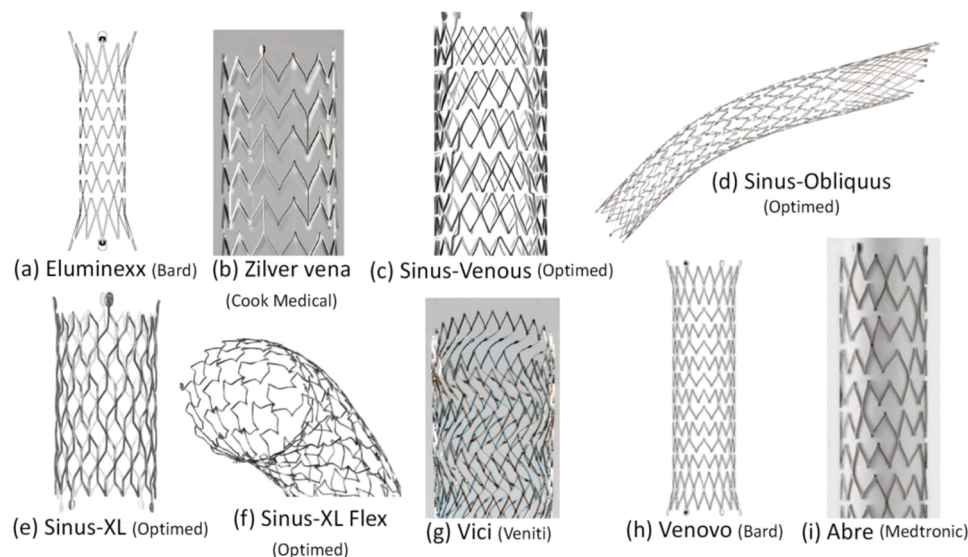 (a) Eluminexx (Bard)
(b) Zilver vena
(Cook Medical)
(c) Sinus-Venous (Optimed)
(d) Sinus-Obliquus
(Optimed)
(e) Sinus-XL (Optimed)
(f) Sinus-XL Flex
(Optimed)
(g) Vici (Veniti)
(h) Venovo (Bard)
(i) Abre (Medtronic)